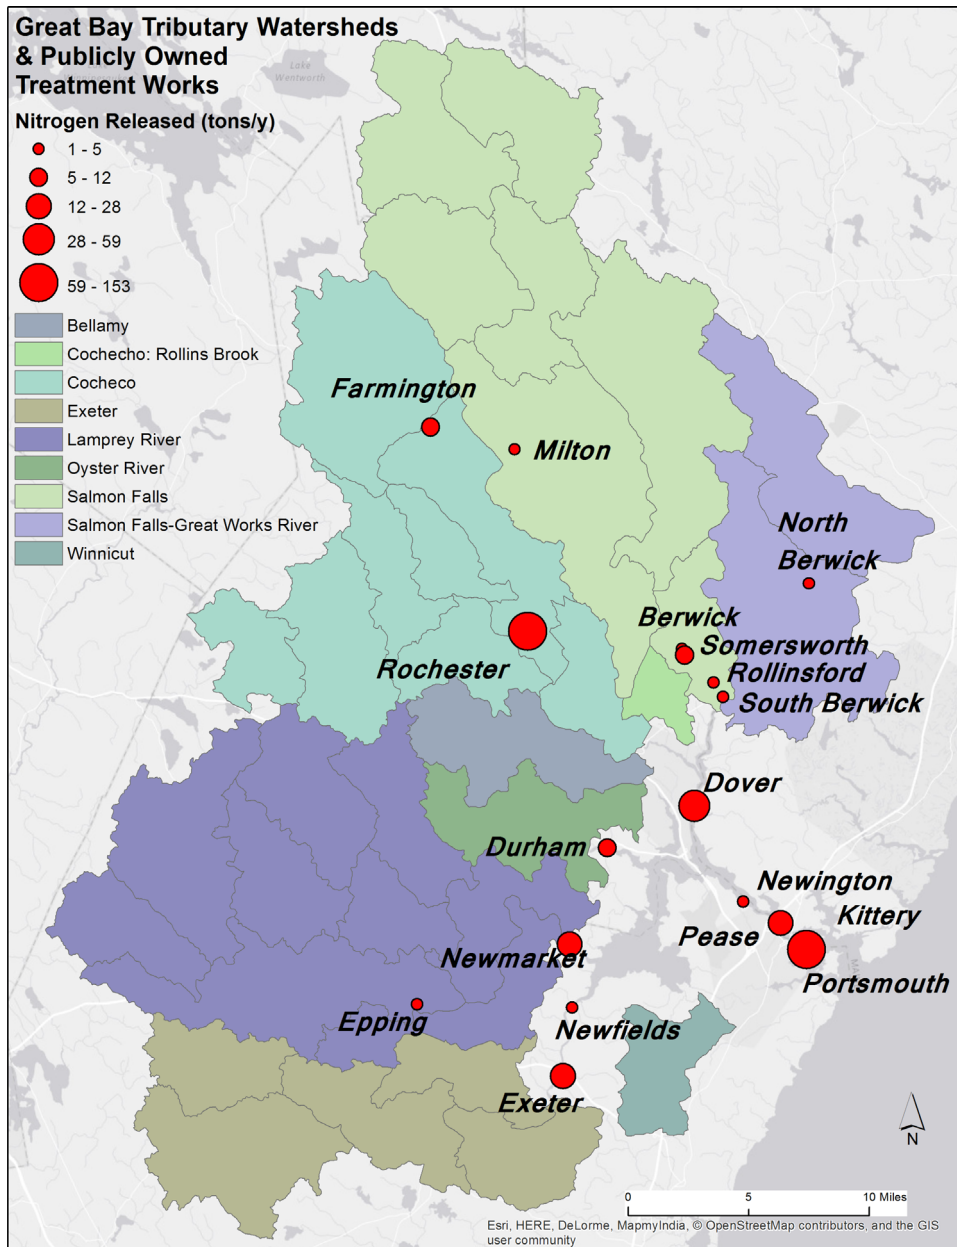 Great Bay Tributary Watersheds
& Publicly Owned
Treatment Works
Nitrogen Released (tons/y)
1 - 5
5 - 12
12 - 28
28 - 59
59 - 153
Bellamy
Cochecho: Rollins Brook
Cocheco
Exeter
Lamprey River
Oyster River
Salmon Falls
Salmon Falls-Great Works River
Winnicut
Lake
Wentworth
Farmington
Milton
North
Berwick
Berwick
Somersworth
Rollinsford
South Berwick
Rochester
Dover
Durham
Newington
Kittery
Pease
Portsmouth
Newmarket
Epping
Newfields
Exeter
N
0 5 10 Miles
Esri, HERE, DeLorme, MapmyIndia, © OpenStreetMap contributors, and the GIS
user community